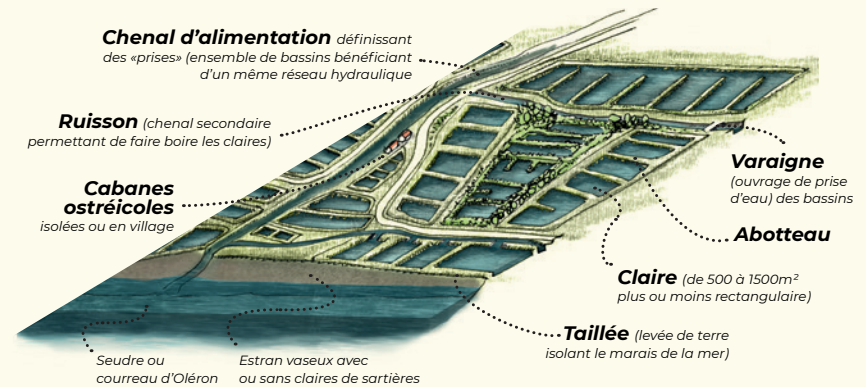 Chenal d’alimentation définissant
des «prises» (ensemble de bassins bénéficiant
d’un même réseau hydraulique
Ruisson (chenal secondaire
permettant de faire boire les claires)
Cabanes
ostréicoles
isolées ou en village
Varaigne
(ouvrage de prise
d’eau) des bassins
Abotteau
Claire (de 500 à 1500m²
plus ou moins rectangulaire)
Taillée (levée de terre
isolant le marais de la mer)
Seudre ou
courreau d’Oléron
Estran vaseux avec
ou sans claires de sartières